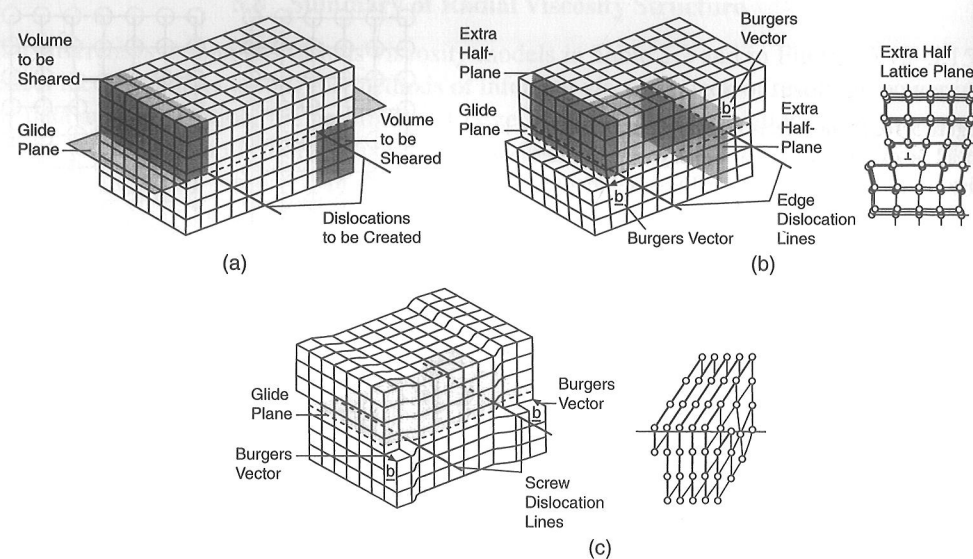 Volume
to be
Sheared
Glide
Plane
Volume
to be
Sheared
Dislocations
to be Created
(a)
Extra
Half-
Plane
Glide
Plane
Burgers
Vector
b
Extra
Half-
Plane
b
Edge
Dislocation
Lines
Burgers Vector
(b)
Extra Half
Lattice Plane
⊥
Glide
Plane
Burgers
Vector
b
Burgers
Vector
b
Screw
Dislocation
Lines
(c)